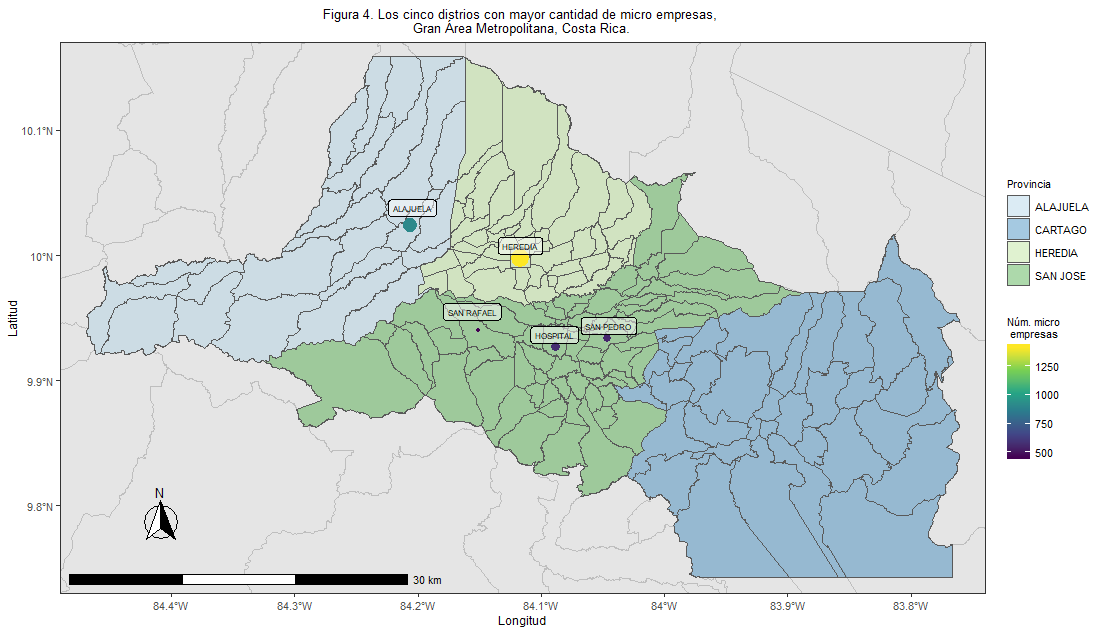 Figura 4. Los cinco distrios con mayor cantidad de micro empresas,
Gran Área Metropolitana, Costa Rica.
10.1°N
10°N
9.9°N
9.8°N
Latitud
ALAJUELA
HEREDIA
SAN RAFAEL
HOSPITAL
SAN PEDRO
N
30 km
84.4°W 84.3°W 84.2°W 84.1°W 84°W 83.9°W 83.8°W
Longitud
Provincia
ALAJUELA
CARTAGO
HEREDIA
SAN JOSE
Núm. micro
empresas
1250
1000
750
500